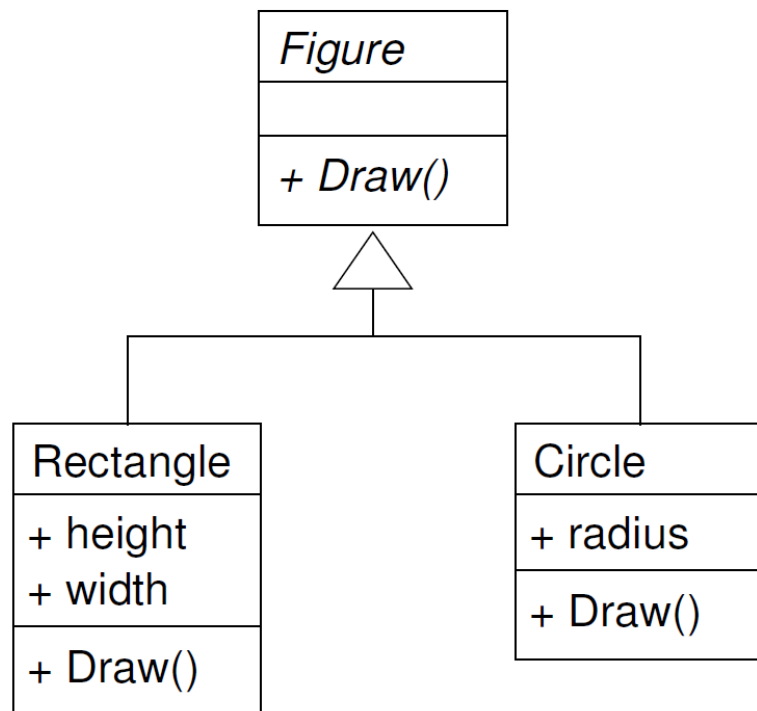 Figure
+ Draw()
Rectangle
+ height
+ width
+ Draw()
Circle
+ radius
+ Draw()